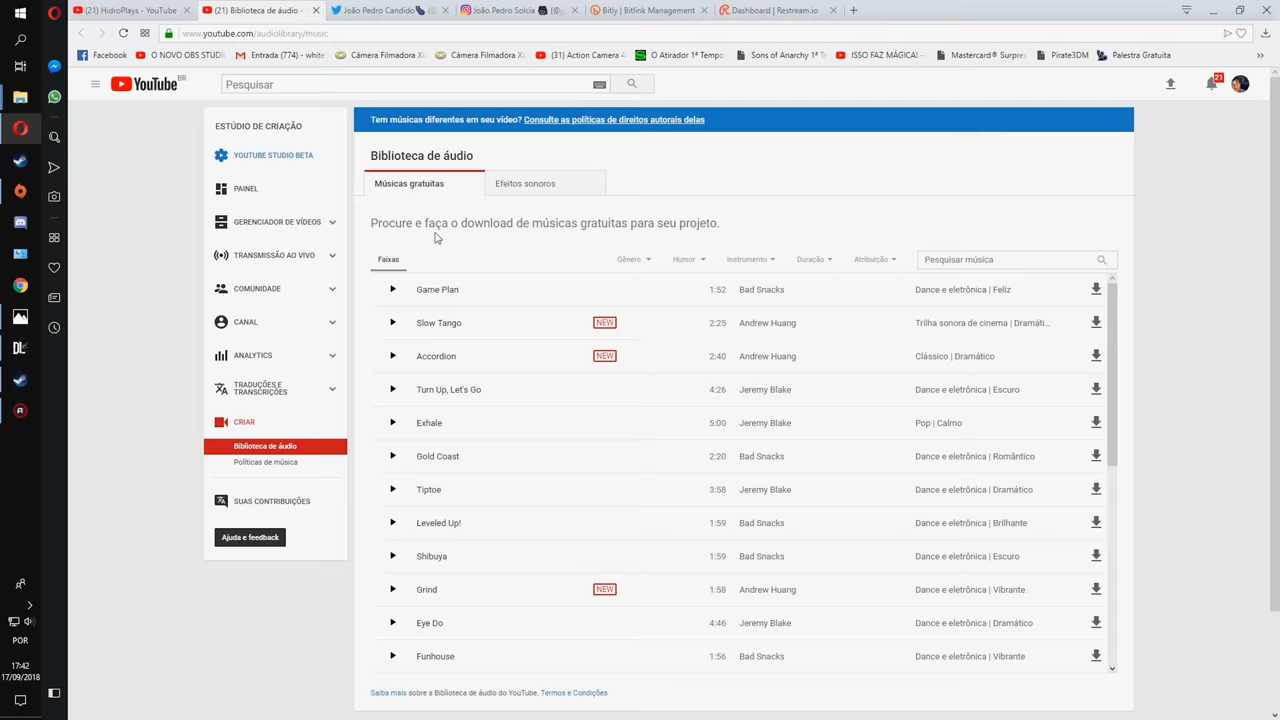 (21) HidroPlays - YouTube
(21) Biblioteca de áudio -
João Pedro Candido
João Pedro Solcia
Bitly | Bitlink Management
Dashboard | Restream.io
www.youtube.com/audiolibrary/music
Facebook
O NOVO OBS STUDIO
Entrada (774) - white
Câmera Filmadora Xi
Câmera Filmadora Xi
(31) Action Camera 4
O Atirador 1ª Tempo
Sons of Anarchy 1ª T
ISSO FAZ MÁGICA! -
Mastercard® Surpre
Pirate3DM
Palestra Gratuita
YouTube BR
Pesquisar
21
ESTÚDIO DE CRIAÇÃO
YOUTUBE STUDIO BETA
PAINEL
GERENCIADOR DE VÍDEOS
TRANSMISSÃO AO VIVO
COMUNIDADE
CANAL
ANALYTICS
TRADUÇÕES E
TRANSCRIÇÕES
CRIAR
Biblioteca de áudio
Políticas de música
SUAS CONTRIBUIÇÕES
Ajuda e feedback
Tem músicas diferentes em seu vídeo? Consulte as políticas de direitos autorais delas
Biblioteca de áudio
Músicas gratuitas
Efeitos sonoros
Procure e faça o download de músicas gratuitas para seu projeto.
Faixas
Gênero
Humor
Instrumento
Duração
Atribuição
Pesquisar música
Game Plan 1:52 Bad Snacks Dance e eletrônica | Feliz
Slow Tango NEW 2:25 Andrew Huang Trilha sonora de cinema | Dramáti...
Accordion NEW 2:40 Andrew Huang Clássico | Dramático
Turn Up, Let's Go 4:26 Jeremy Blake Dance e eletrônica | Escuro
Exhale 5:00 Jeremy Blake Pop | Calmo
Gold Coast 2:20 Bad Snacks Dance e eletrônica | Romântico
Tiptoe 3:58 Jeremy Blake Dance e eletrônica | Dramático
Leveled Up! 1:59 Bad Snacks Dance e eletrônica | Brilhante
Shibuya 1:59 Bad Snacks Dance e eletrônica | Escuro
Grind NEW 1:58 Andrew Huang Dance e eletrônica | Vibrante
Eye Do 4:46 Jeremy Blake Dance e eletrônica | Dramático
Funhouse 1:56 Bad Snacks Dance e eletrônica | Vibrante
Saiba mais sobre a Biblioteca de áudio do YouTube. Termos e Condições
POR
17:42
17/09/2018